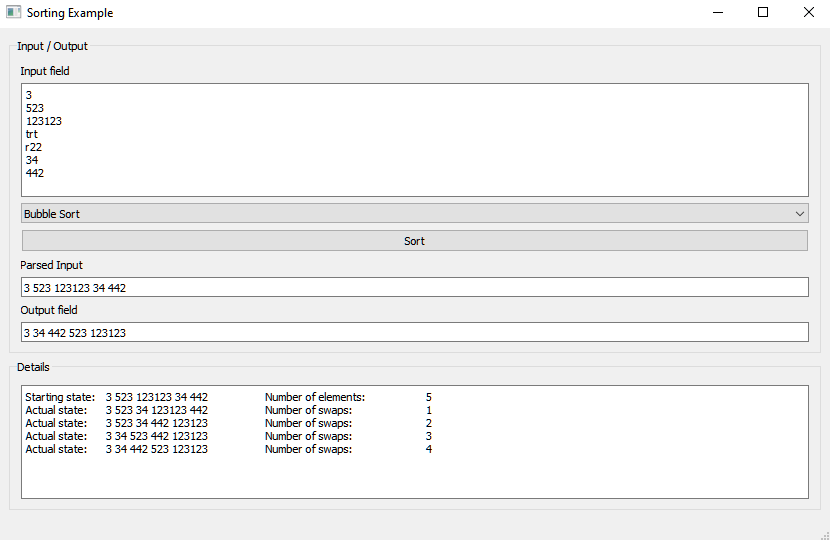 Sorting Example
Input / Output
Input field
3
523
123123
trt
r22
34
442
Bubble Sort
Sort
Parsed Input
3 523 123123 34 442
Output field
3 34 442 523 123123
Details
Starting state: 3 523 123123 34 442 Number of elements: 5
Actual state: 3 523 34 123123 442 Number of swaps: 1
Actual state: 3 523 34 442 123123 Number of swaps: 2
Actual state: 3 34 523 442 123123 Number of swaps: 3
Actual state: 3 34 442 523 123123 Number of swaps: 4